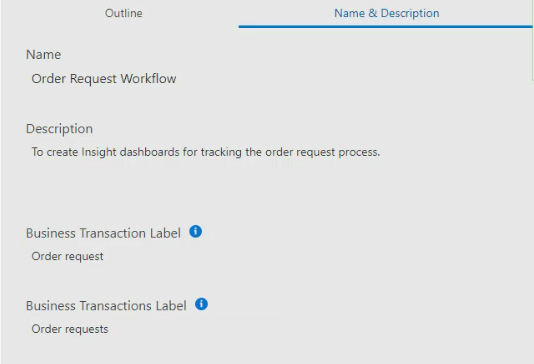 Outline
Name & Description
Name
Order Request Workflow
Description
To create Insight dashboards for tracking the order request process.
Business Transaction Label
Order request
Business Transactions Label
Order requests